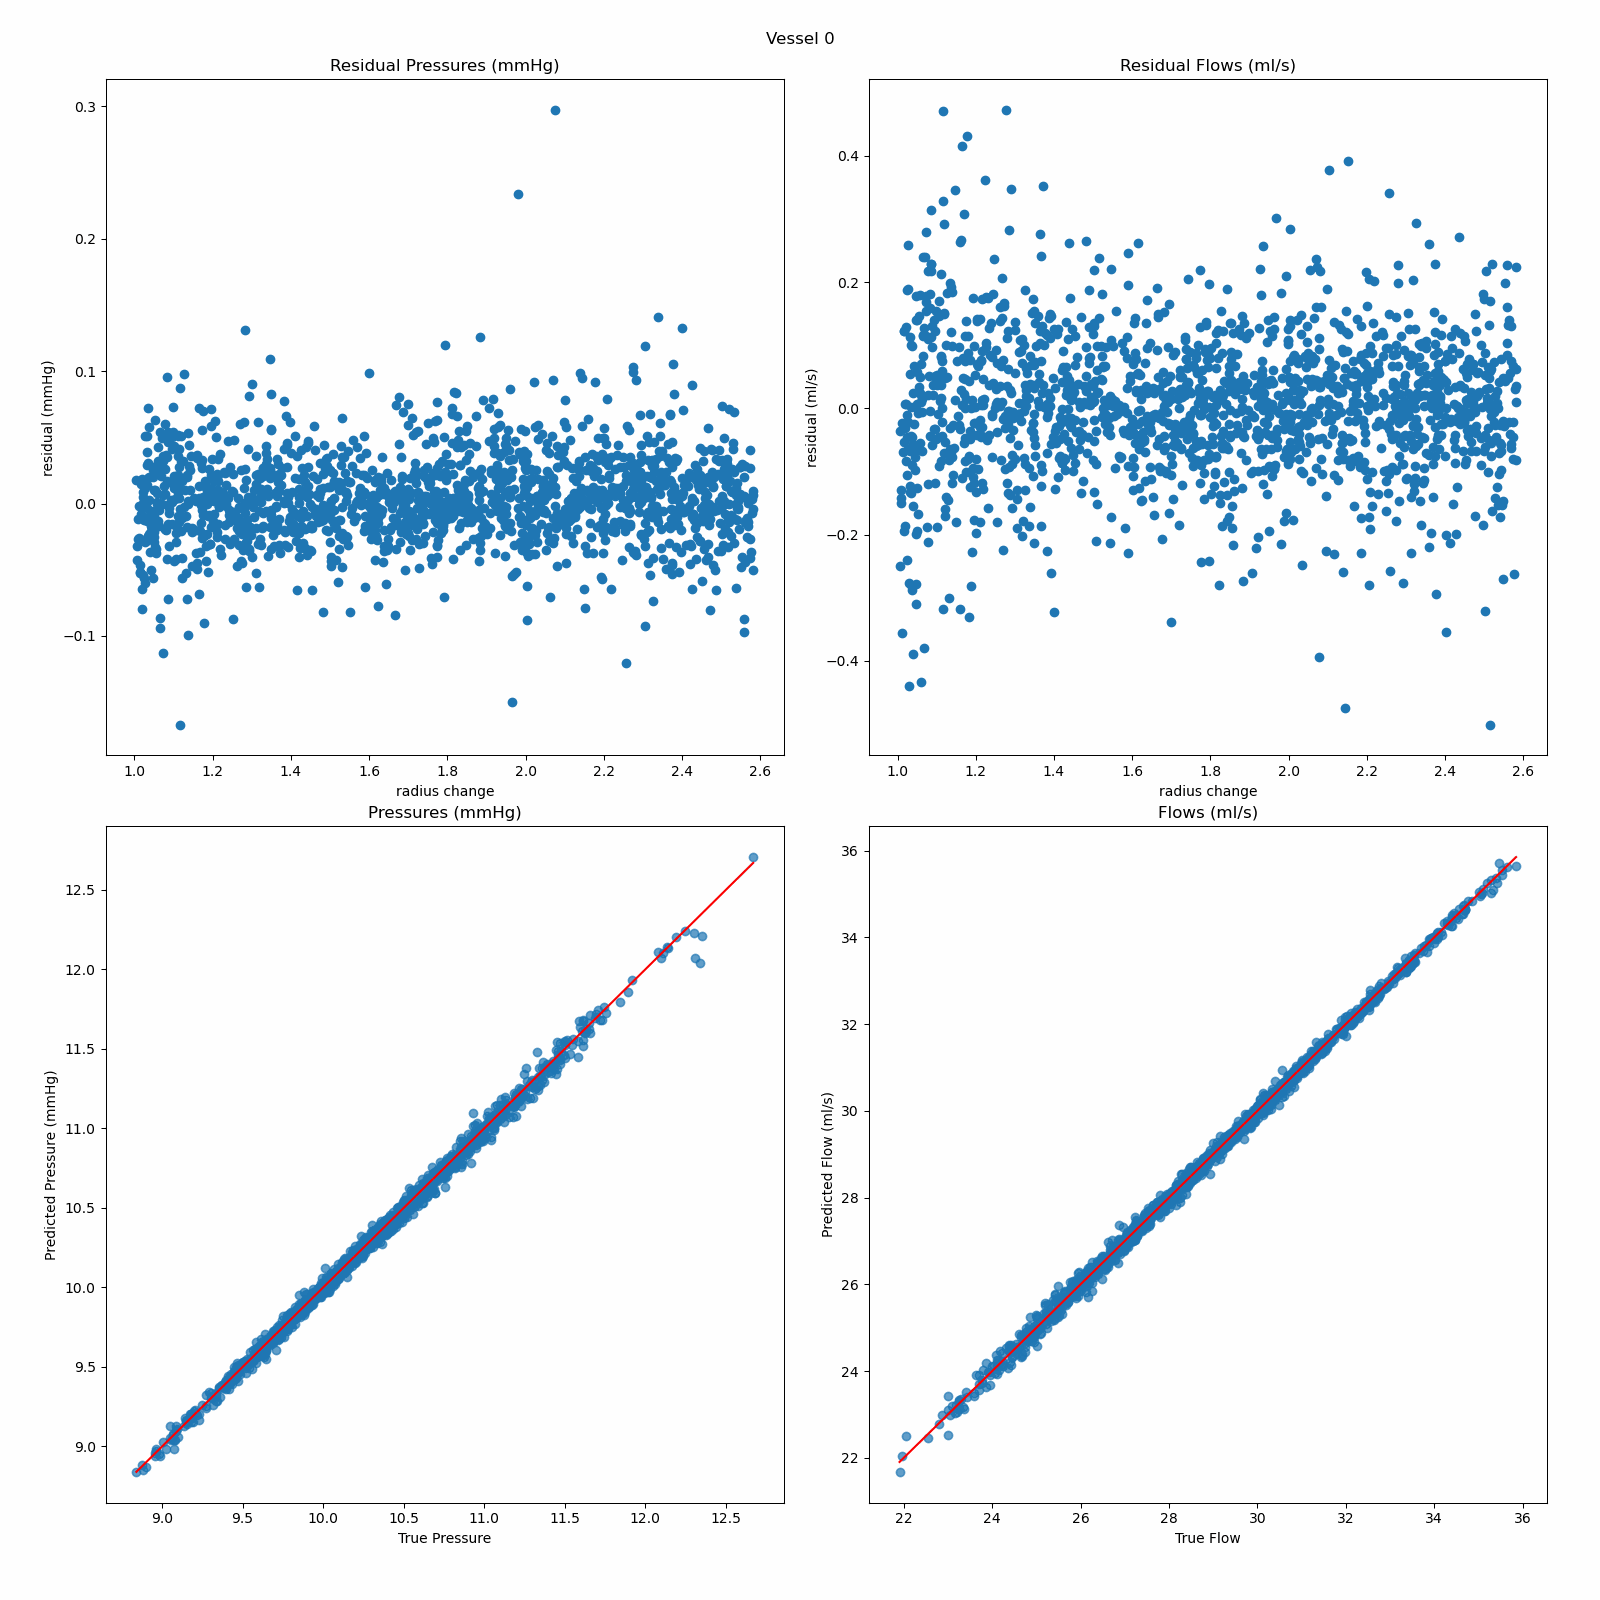 Vessel 0
Residual Pressures (mmHg)
residual (mmHg)
0.3
0.2
0.1
0.0
−0.1
1.0 1.2 1.4 1.6 1.8 2.0 2.2 2.4 2.6
radius change
Residual Flows (ml/s)
residual (ml/s)
0.4
0.2
0.0
−0.2
−0.4
1.0 1.2 1.4 1.6 1.8 2.0 2.2 2.4 2.6
radius change
Pressures (mmHg)
Predicted Pressure (mmHg)
12.5
12.0
11.5
11.0
10.5
10.0
9.5
9.0
9.0 9.5 10.0 10.5 11.0 11.5 12.0 12.5
True Pressure
Flows (ml/s)
Predicted Flow (ml/s)
36
34
32
30
28
26
24
22
22 24 26 28 30 32 34 36
True Flow